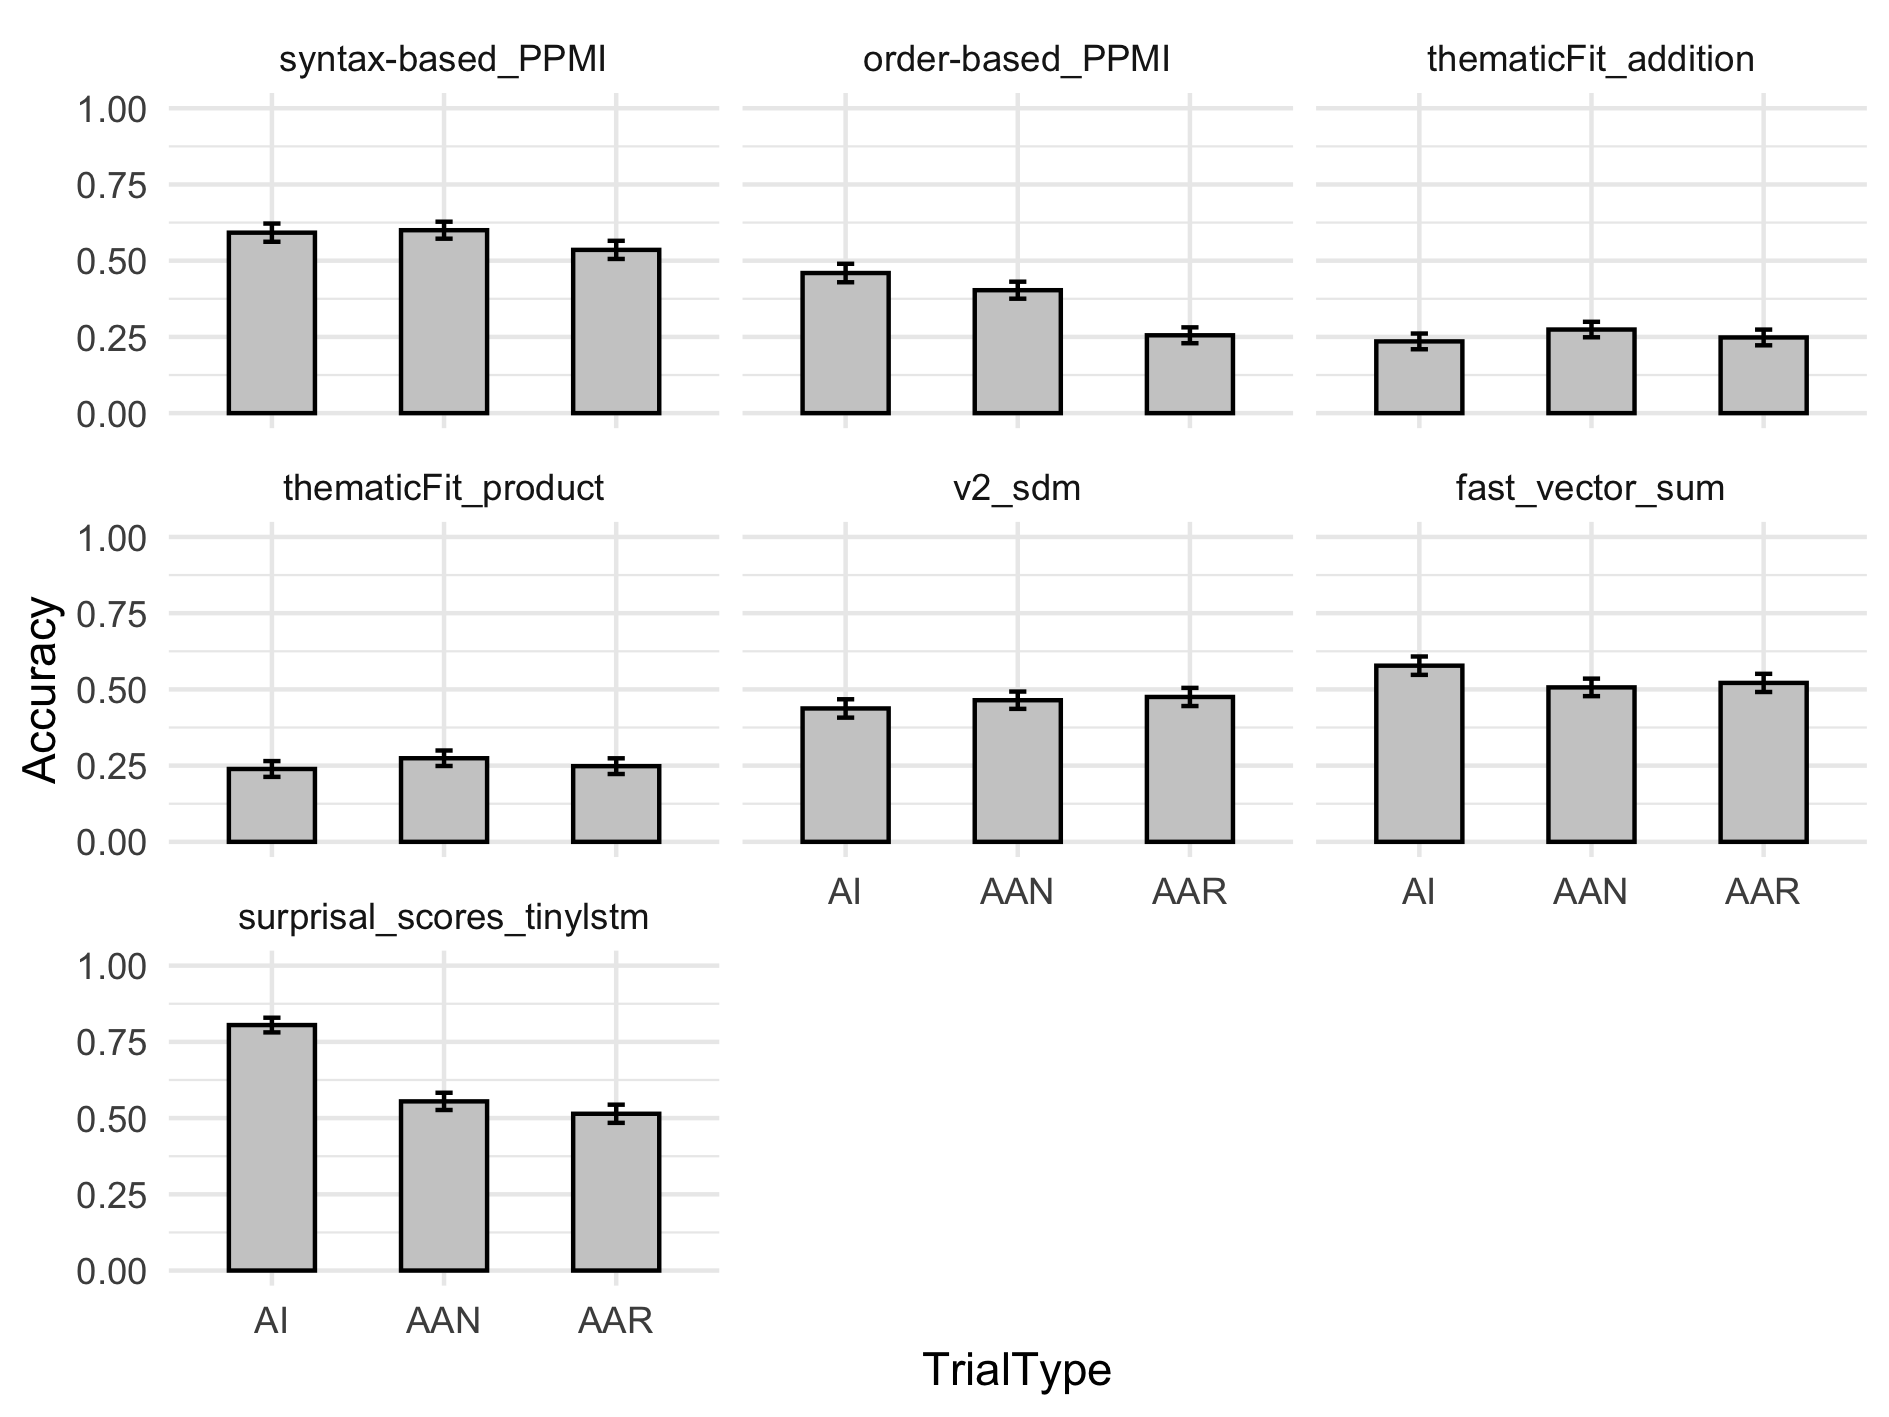 syntax-based_PPMI
order-based_PPMI
thematicFit_addition
1.00
0.75
0.50
0.25
0.00
thematicFit_product
v2_sdm
fast_vector_sum
1.00
0.75
0.50
0.25
0.00
Accuracy
AI AAN AAR
AI AAN AAR
surprisal_scores_tinylstm
1.00
0.75
0.50
0.25
0.00
AI AAN AAR
TrialType